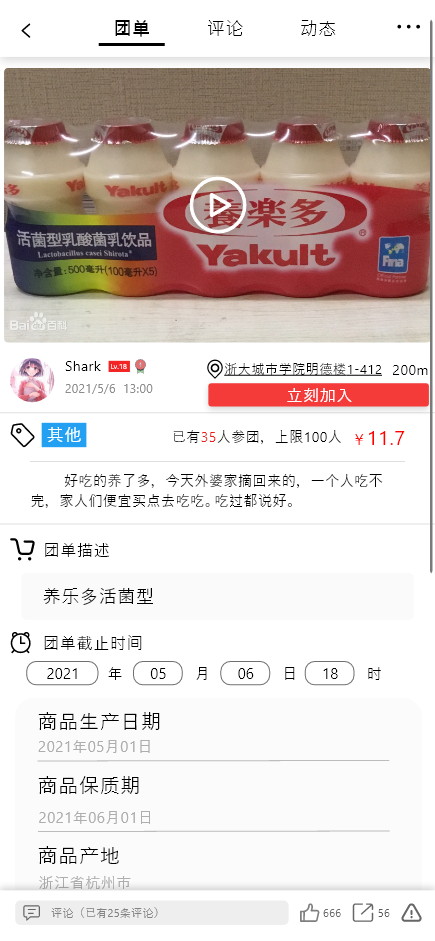 团单 评论 动态
Yakult
養楽多
Yakult
活菌型乳酸菌乳饮品
Lactobacillus casei Shirota
净含量:500毫升(100毫升X5)
Baidu百科
Shark Lv.18
2021/5/6 13:00
浙大城市学院明德楼1-412 200m
立刻加入
其他 已有35人参团，上限100人 ￥11.7
好吃的养了多，今天外婆家摘回来的，一个人吃不
完，家人们便宜买点去吃吃。吃过都说好。
团单描述
养乐多活菌型
团单截止时间
2021 年 05 月 06 日 18 时
商品生产日期
2021年05月01日
商品保质期
2021年06月01日
商品产地
浙江省杭州市
评论（已有25条评论） 666 56